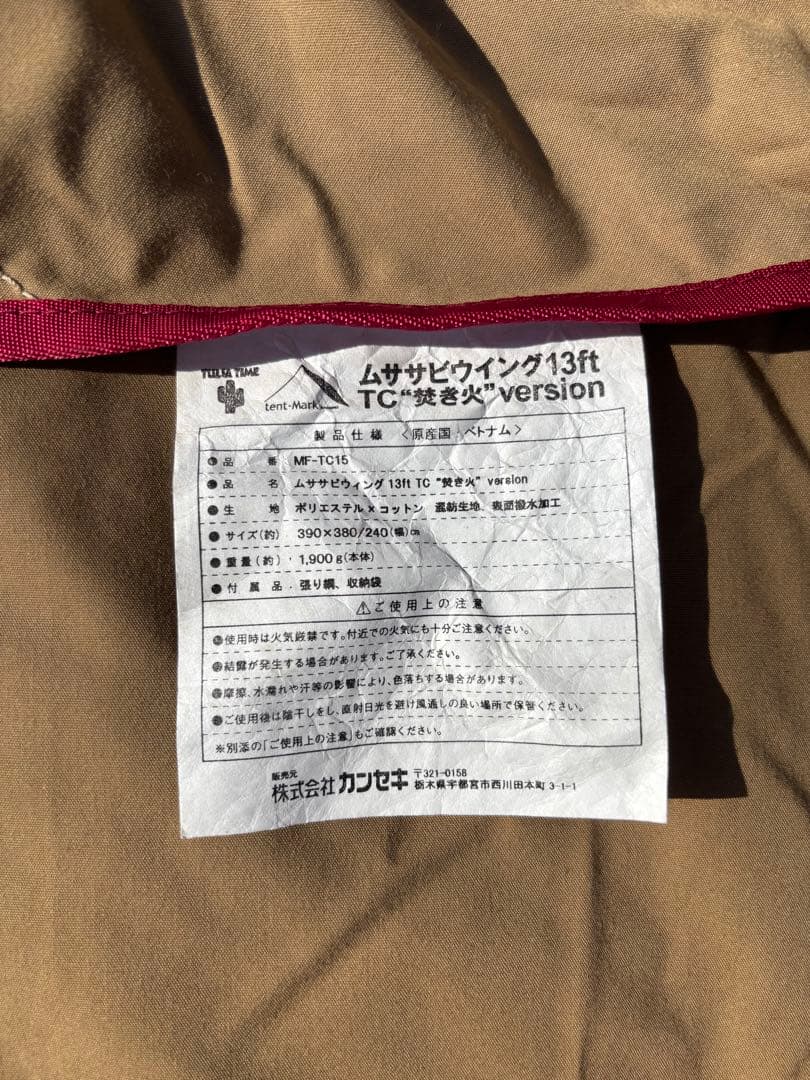 TULSA TIME
tent-Mark
ムササビウイング13ft
TC“焚き火”version
製品仕様 〈原産国・ベトナム〉
●品 番 MF-TC15
●品 名 ムササビウィング13ft TC “焚き火” version
●生 地 ポリエステル×コットン 混紡生地、表面撥水加工
●サイズ(約) 390×380/240(幅)㎝
●重量(約) 1,900g(本体)
●付属品 張り綱、収納袋
⚠ご使用上の注意
●使用時は火気厳禁です。付近での火気にも十分ご注意ください。
●結露が発生する場合があります。ご了承ください。
●摩擦、水濡れや汗等の影響により、色落ちする場合があります。
●ご使用後は陰干しをし、直射日光を避け風通しの良い場所で保管ください。
※別添の「ご使用上の注意」もご確認ください。
販売元
株式会社 カンセキ 〒321-0158
栃木県宇都宮市西川田本町 3-1-1